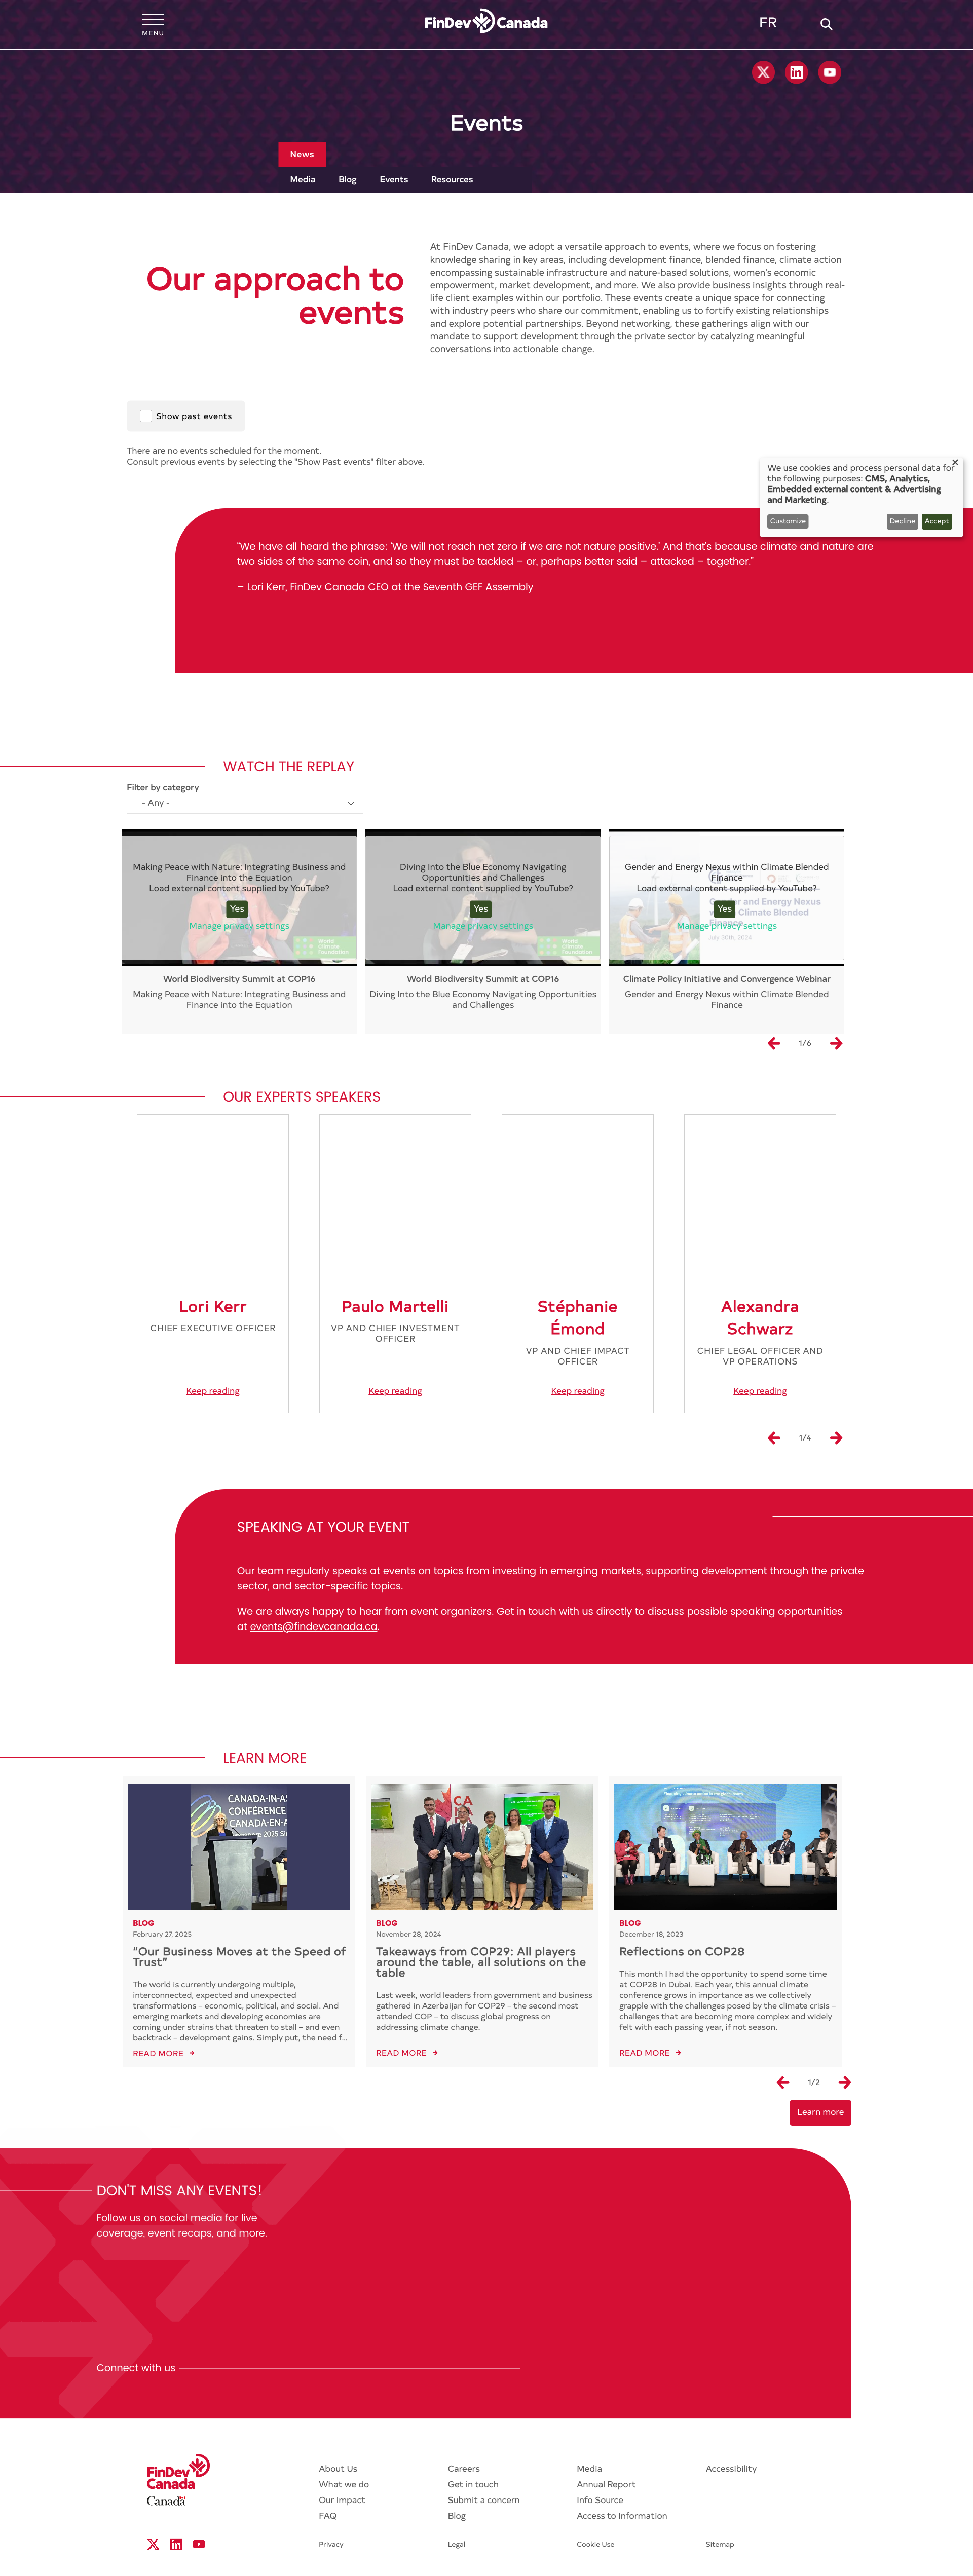 MENU
FinDev Canada
FR
Events
News
Media
Blog
Events
Resources
Our approach to
events
At FinDev Canada, we adopt a versatile approach to events, where we focus on fostering
knowledge sharing in key areas, including development finance, blended finance, climate action
encompassing sustainable infrastructure and nature-based solutions, women's economic
empowerment, market development, and more. We also provide business insights through real-
life client examples within our portfolio. These events create a unique space for connecting
with industry peers who share our commitment, enabling us to fortify existing relationships
and explore potential partnerships. Beyond networking, these gatherings align with our
mandate to support development through the private sector by catalyzing meaningful
conversations into actionable change.
Show past events
There are no events scheduled for the moment.
Consult previous events by selecting the "Show Past events" filter above.
We use cookies and process personal data for
the following purposes: CMS, Analytics,
Embedded external content & Advertising
and Marketing.
Customize
Decline
Accept
"We have all heard the phrase: 'We will not reach net zero if we are not nature positive.' And that's because climate and nature are
two sides of the same coin, and so they must be tackled – or, perhaps better said – attacked – together."
– Lori Kerr, FinDev Canada CEO at the Seventh GEF Assembly
WATCH THE REPLAY
Filter by category
- Any -
Making Peace with Nature: Integrating Business and
Finance into the Equation
Load external content supplied by YouTube?
Yes
Manage privacy settings
World
Climate
Foundation
World Biodiversity Summit at COP16
Making Peace with Nature: Integrating Business and
Finance into the Equation
Diving Into the Blue Economy Navigating
Opportunities and Challenges
Load external content supplied by YouTube?
Yes
Manage privacy settings
World
Climate
Foundation
World Biodiversity Summit at COP16
Diving Into the Blue Economy Navigating Opportunities
and Challenges
Gender and Energy Nexus within Climate Blended
Finance
Load external content supplied by YouTube?
Yes
Manage privacy settings
July 30th, 2024
Climate Policy Initiative and Convergence Webinar
Gender and Energy Nexus within Climate Blended
Finance
1/6
OUR EXPERTS SPEAKERS
Lori Kerr
CHIEF EXECUTIVE OFFICER
Keep reading
Paulo Martelli
VP AND CHIEF INVESTMENT
OFFICER
Keep reading
Stéphanie
Émond
VP AND CHIEF IMPACT
OFFICER
Keep reading
Alexandra
Schwarz
CHIEF LEGAL OFFICER AND
VP OPERATIONS
Keep reading
1/4
SPEAKING AT YOUR EVENT
Our team regularly speaks at events on topics from investing in emerging markets, supporting development through the private
sector, and sector-specific topics.
We are always happy to hear from event organizers. Get in touch with us directly to discuss possible speaking opportunities
at events@findevcanada.ca.
LEARN MORE
CANADA-IN-AS
CONFÉRENCE
CANADA-EN-A
BLOG
February 27, 2025
"Our Business Moves at the Speed of
Trust"
The world is currently undergoing multiple,
interconnected, expected and unexpected
transformations – economic, political, and social. And
emerging markets and developing economies are
coming under strains that threaten to stall – and even
backtrack – development gains. Simply put, the need f...
READ MORE
BLOG
November 28, 2024
Takeaways from COP29: All players
around the table, all solutions on the
table
Last week, world leaders from government and business
gathered in Azerbaijan for COP29 – the second most
attended COP – to discuss global progress on
addressing climate change.
READ MORE
BLOG
December 18, 2023
Reflections on COP28
This month I had the opportunity to spend some time
at COP28 in Dubai. Each year, this annual climate
conference grows in importance as we collectively
grapple with the challenges posed by the climate crisis –
challenges that are becoming more complex and widely
felt with each passing year, if not season.
READ MORE
1/2
Learn more
DON'T MISS ANY EVENTS!
Follow us on social media for live
coverage, event recaps, and more.
Connect with us
FinDev
Canada
Canada
About Us
What we do
Our Impact
FAQ
Careers
Get in touch
Submit a concern
Blog
Media
Annual Report
Info Source
Access to Information
Accessibility
Privacy
Legal
Cookie Use
Sitemap